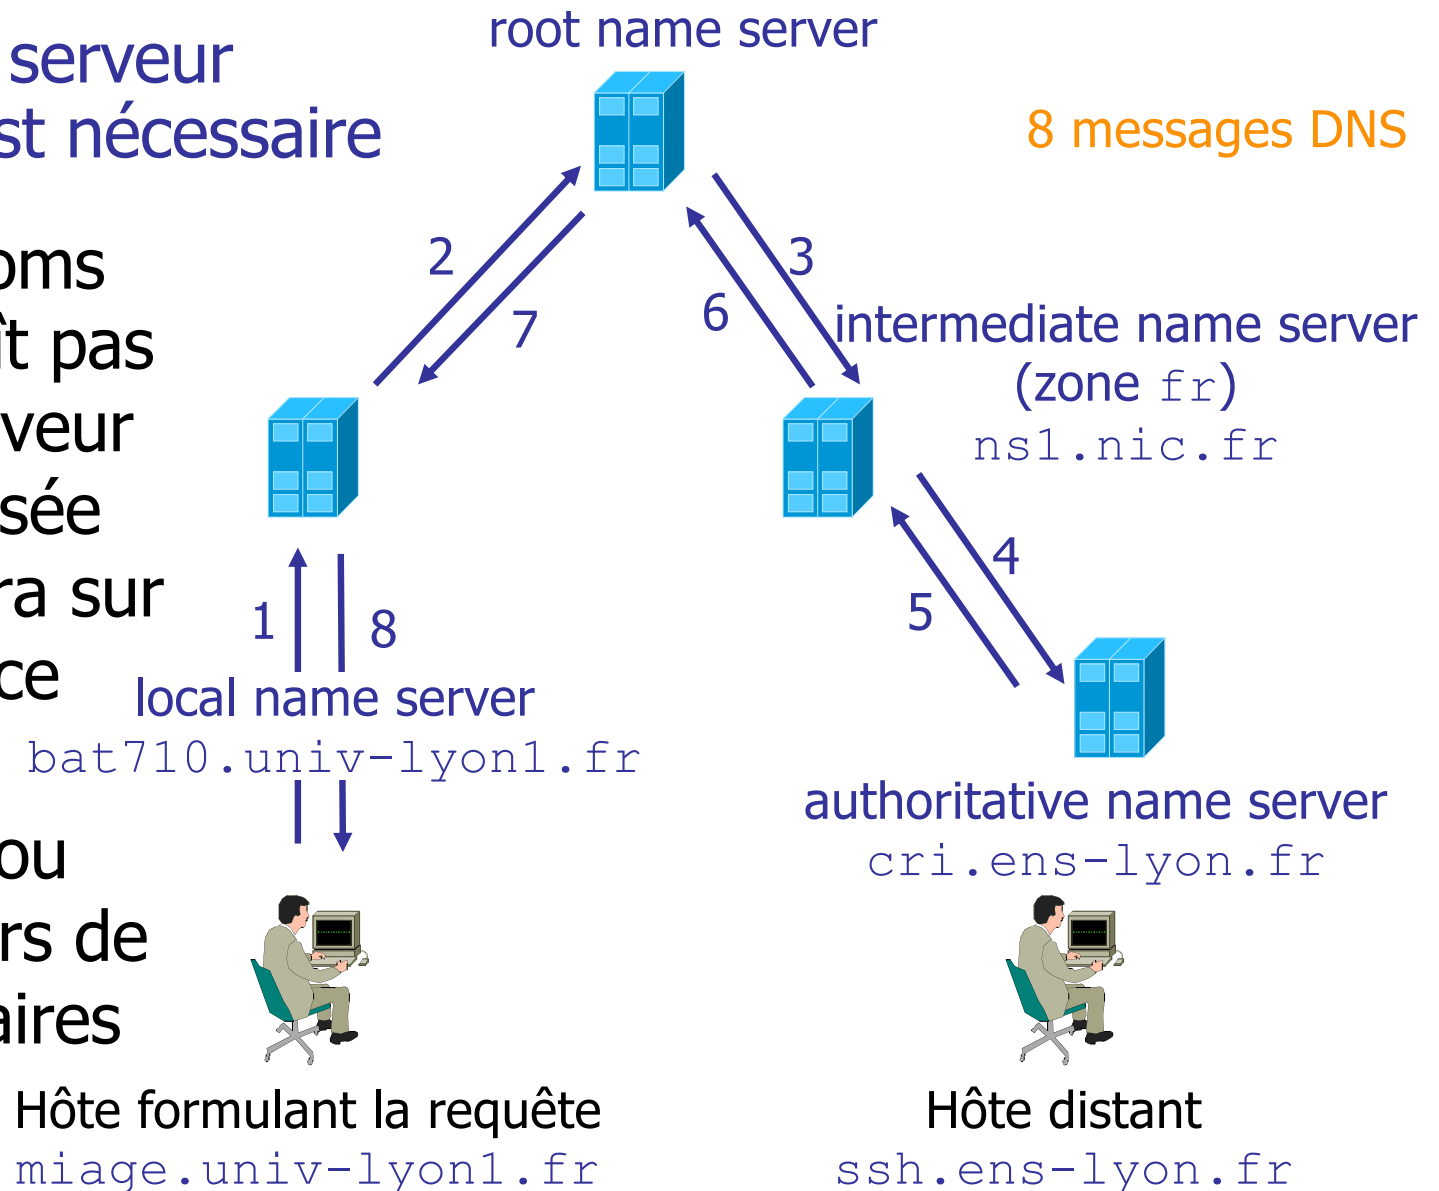 serveur
st nécessaire
oms
ît pas
veur
sée
ra sur
ce
ou
rs de
aires
root name server
8 messages DNS
2
7
3
6
intermediate name server
(zone fr)
ns1.nic.fr
4
5
1
8
local name server
bat710.univ-lyon1.fr
authoritative name server
cri.ens-lyon.fr
Hôte formulant la requête
miage.univ-lyon1.fr
Hôte distant
ssh.ens-lyon.fr